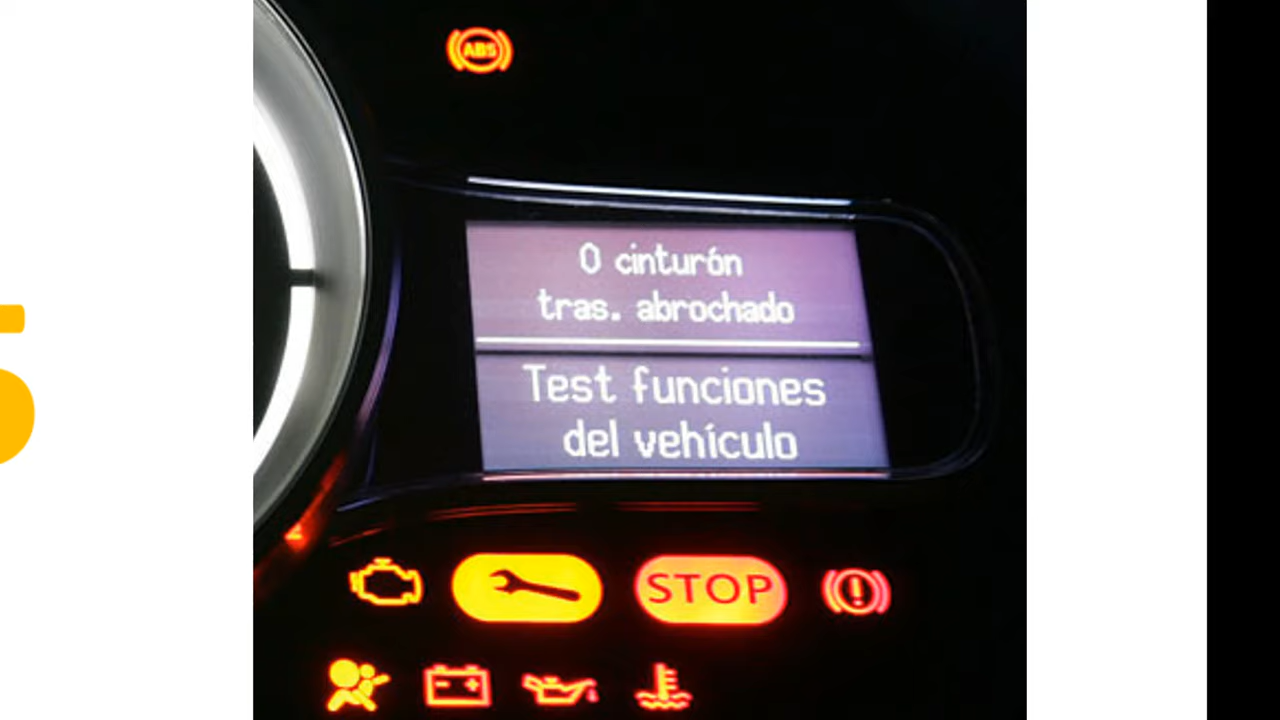 ABS
0 cinturón
tras. abrochado
Test funciones
del vehículo
STOP